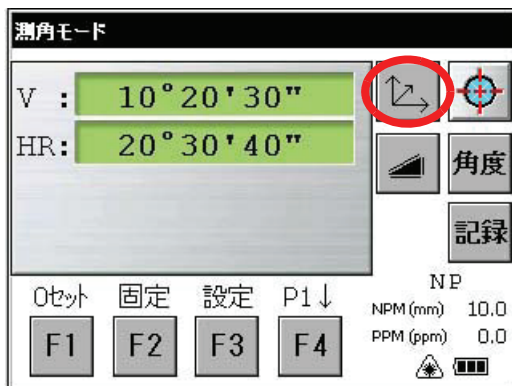 測角モード
V : 10°20'30"
HR: 20°30'40"
角度
記録
0セット 固定 設定 P1↓
F1 F2 F3 F4
NP
NPM (mm) 10.0
PPM (ppm) 0.0